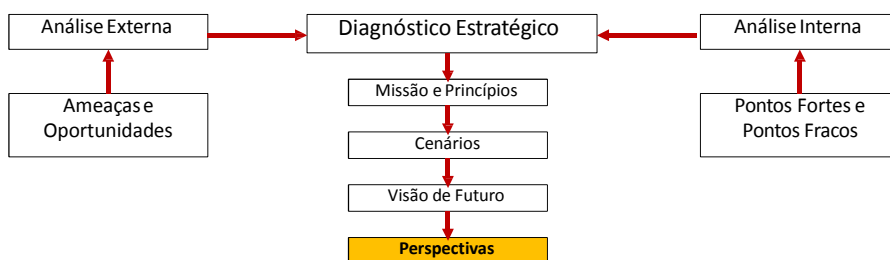 Análise Externa
Diagnóstico Estratégico
Análise Interna
Missão e Princípios
Ameaças e
Oportunidades
Pontos Fortes e
Pontos Fracos
Cenários
Visão de Futuro
Perspectivas